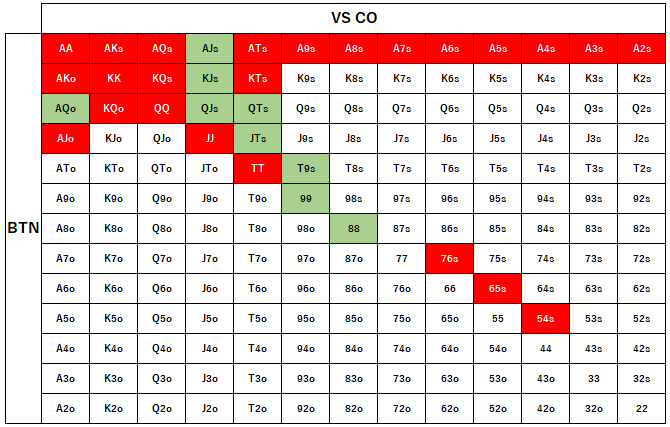 VS CO
BTN
AA AKs AQs AJs ATs A9s A8s A7s A6s A5s A4s A3s A2s
AKo KK KQs KJs KTs K9s K8s K7s K6s K5s K4s K3s K2s
AQo KQo QQ QJs QTs Q9s Q8s Q7s Q6s Q5s Q4s Q3s Q2s
AJo KJo QJo JJ JTs J9s J8s J7s J6s J5s J4s J3s J2s
ATo KTo QTo JTo TT T9s T8s T7s T6s T5s T4s T3s T2s
A9o K9o Q9o J9o T9o 99 98s 97s 96s 95s 94s 93s 92s
A8o K8o Q8o J8o T8o 98o 88 87s 86s 85s 84s 83s 82s
A7o K7o Q7o J7o T7o 97o 87o 77 76s 75s 74s 73s 72s
A6o K6o Q6o J6o T6o 96o 86o 76o 66 65s 64s 63s 62s
A5o K5o Q5o J5o T5o 95o 85o 75o 65o 55 54s 53s 52s
A4o K4o Q4o J4o T4o 94o 84o 74o 64o 54o 44 43s 42s
A3o K3o Q3o J3o T3o 93o 83o 73o 63o 53o 43o 33 32s
A2o K2o Q2o J2o T2o 92o 82o 72o 62o 52o 42o 32o 22